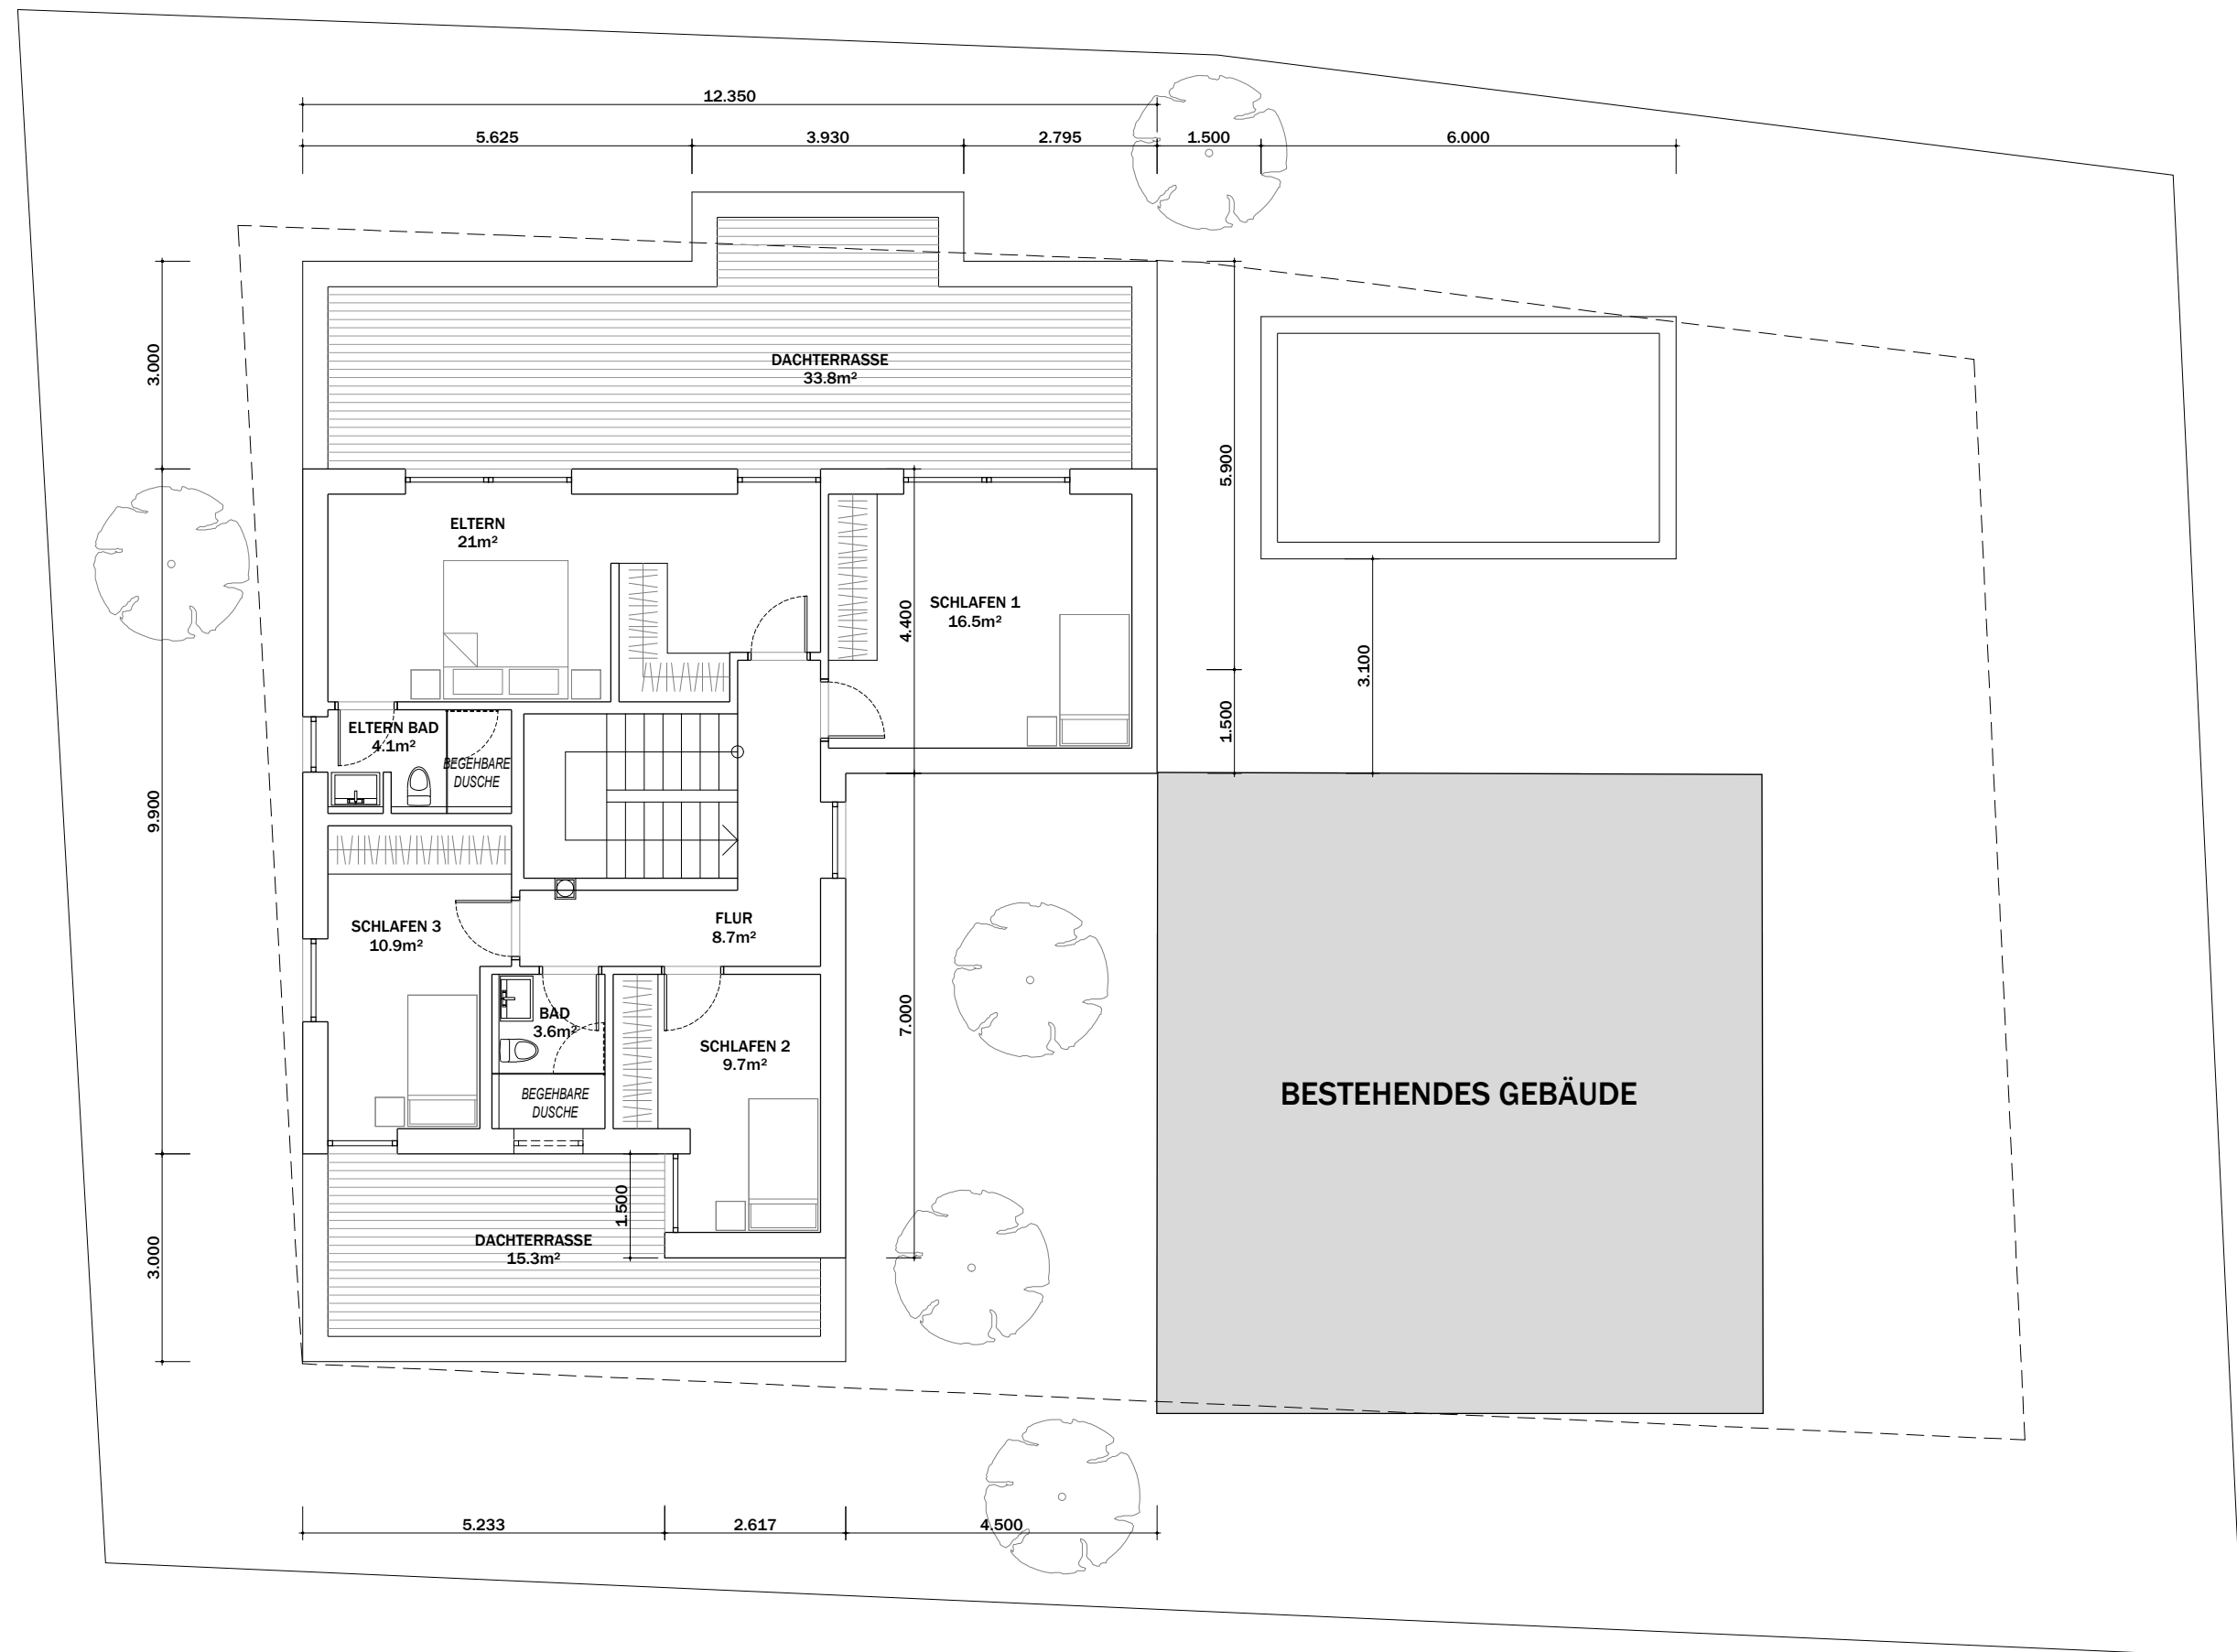 12.350
5.625
3.930
2.795
1.500
6.000
3.000
DACHTERRASSE
33.8m²
5.900
ELTERN
21m²
4.400
SCHLAFEN 1
16.5m²
3.100
1.500
ELTERN BAD
4.1m²
BEGEHBARE
DUSCHE
9.900
SCHLAFEN 3
10.9m²
FLUR
8.7m²
7.000
BAD
3.6m²
SCHLAFEN 2
9.7m²
BEGEHBARE
DUSCHE
BESTEHENDES GEBÄUDE
1.500
DACHTERRASSE
15.3m²
3.000
5.233
2.617
4.500